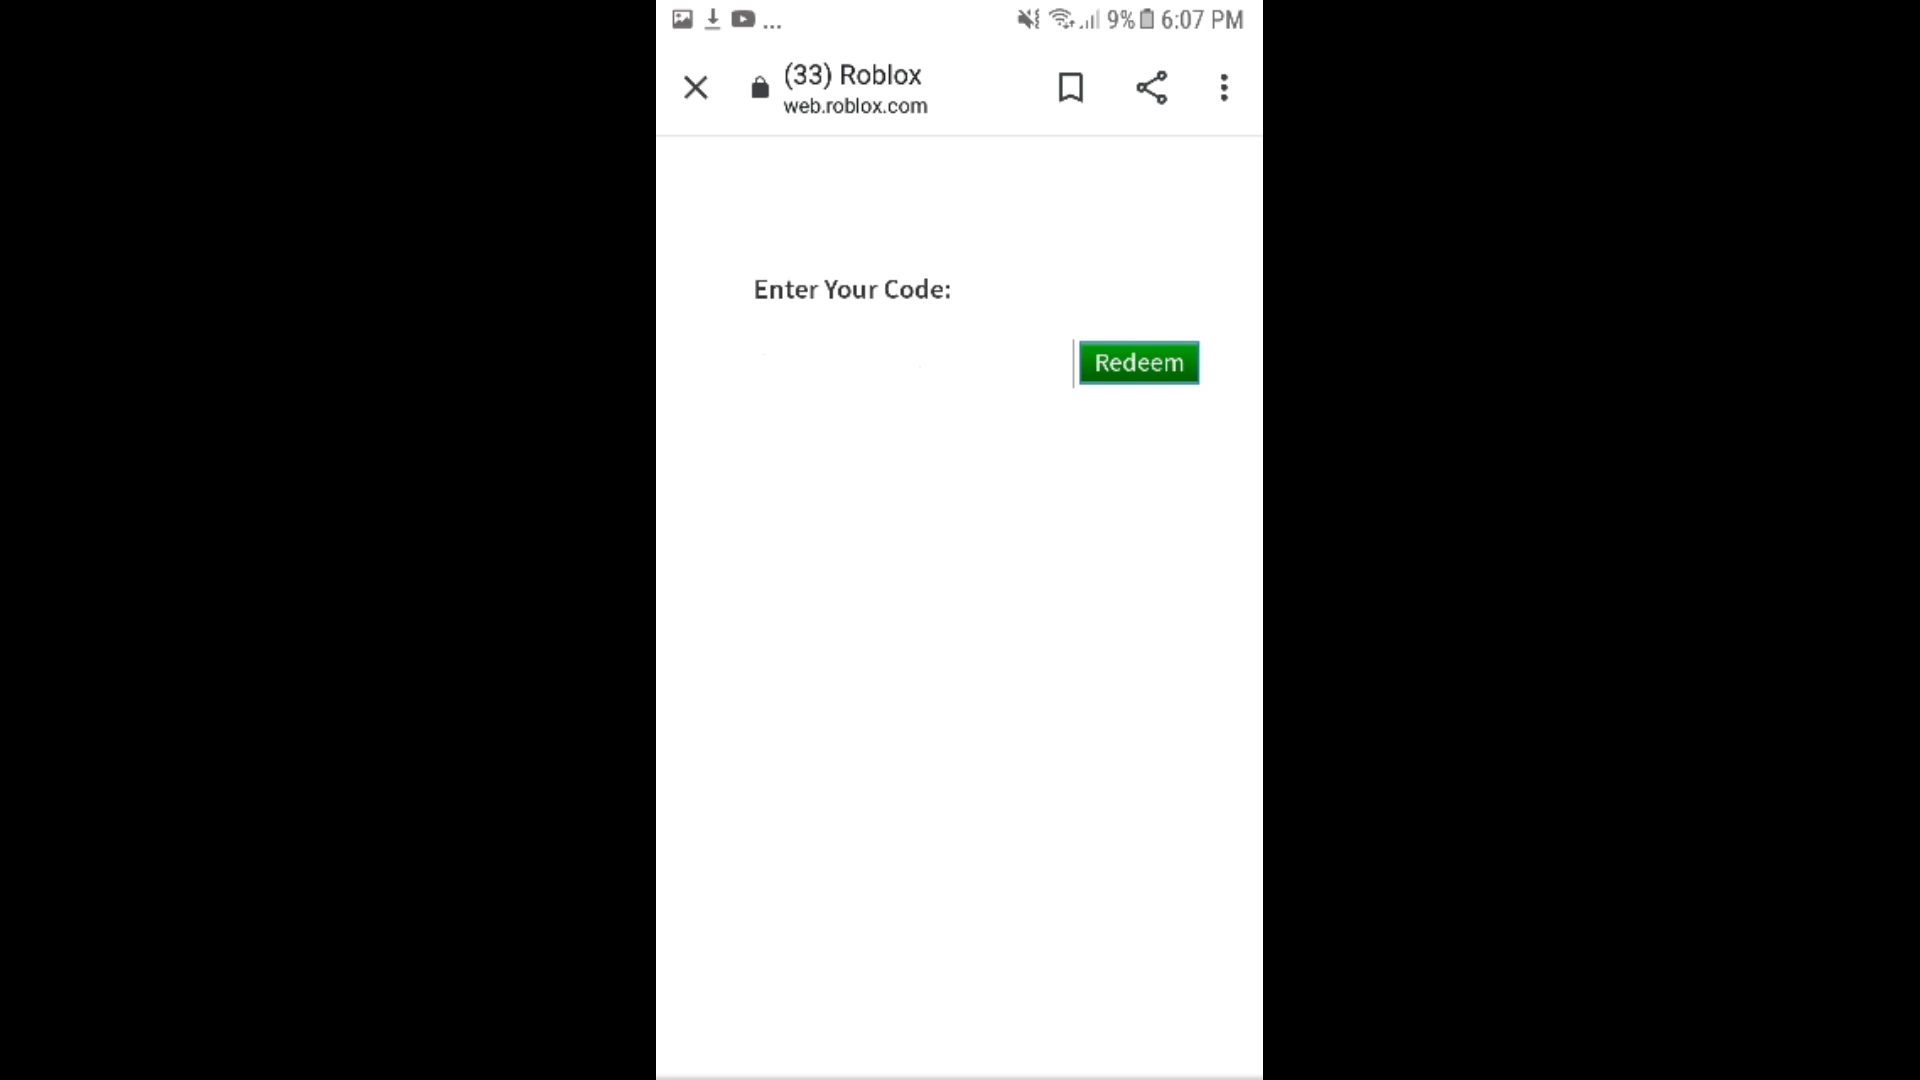 ... 9% 6:07 PM
(33) Roblox
web.roblox.com
Enter Your Code:
Redeem